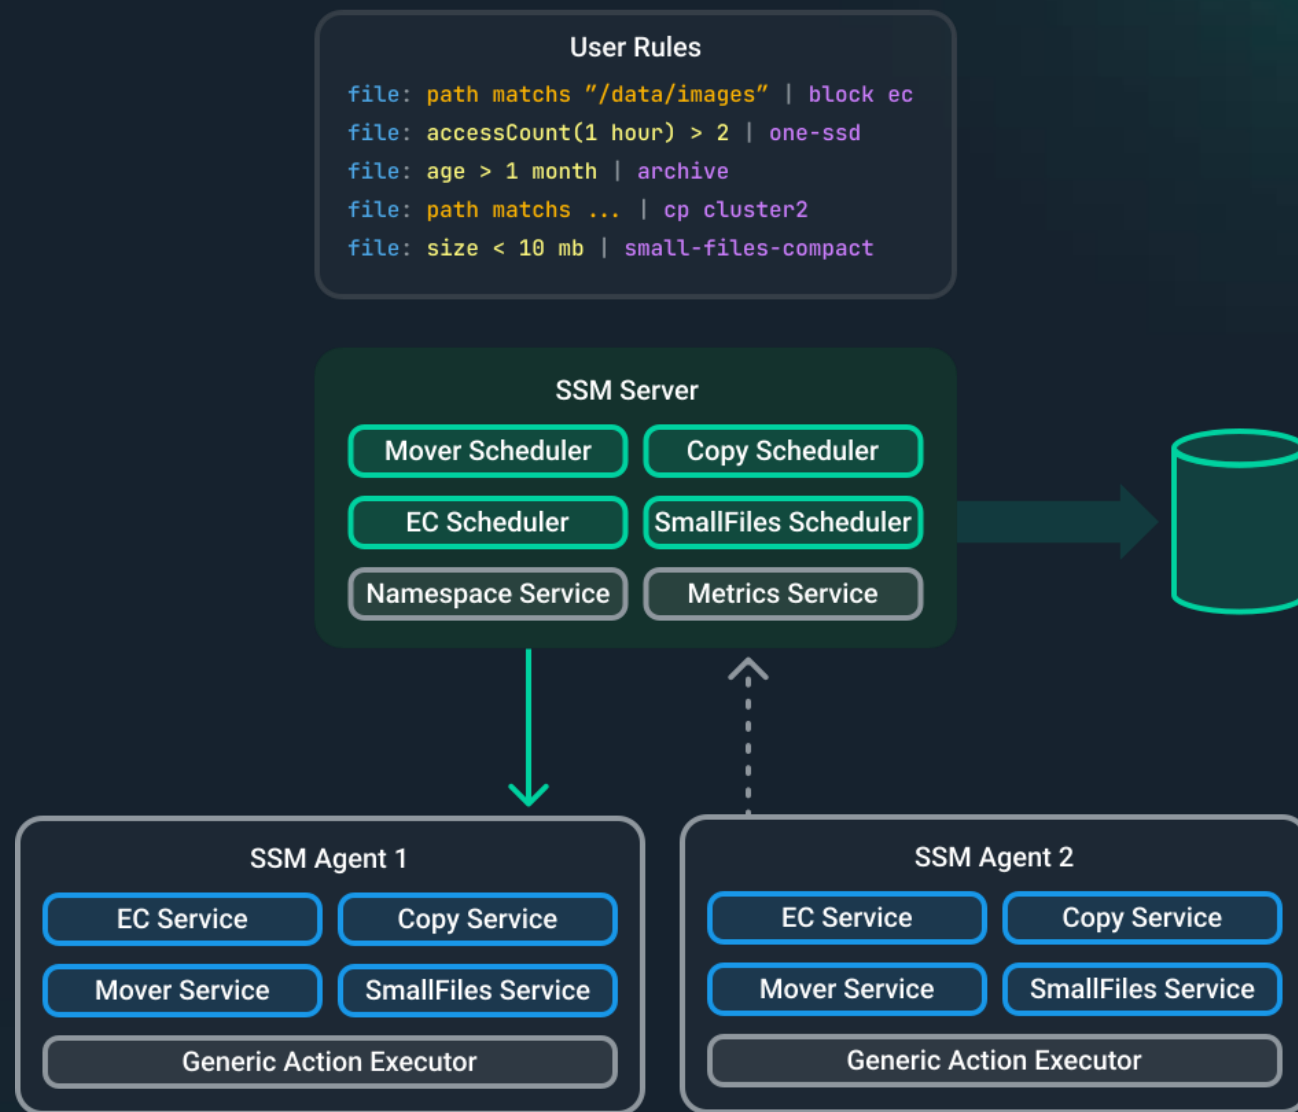 User Rules
file: path matchs ”/data/images” | block ec
file: accessCount(1 hour) > 2 | one-ssd
file: age > 1 month | archive
file: path matchs ... | cp cluster2
file: size < 10 mb | small-files-compact
SSM Server
Mover Scheduler
Copy Scheduler
EC Scheduler
SmallFiles Scheduler
Namespace Service
Metrics Service
SSM Agent 1
EC Service
Copy Service
Mover Service
SmallFiles Service
Generic Action Executor
SSM Agent 2
EC Service
Copy Service
Mover Service
SmallFiles Service
Generic Action Executor